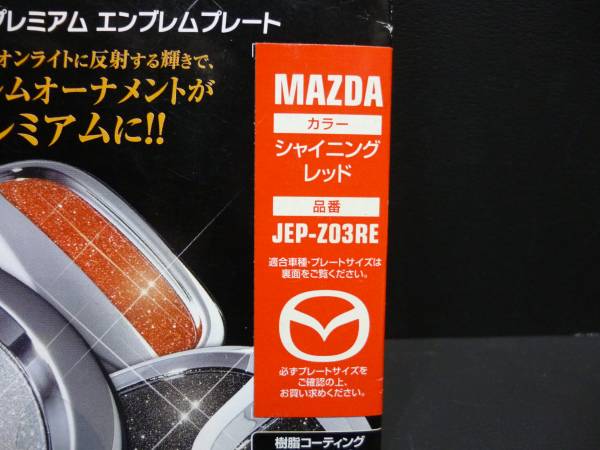 プレミアム エンブレムプレート
オンライトに反射する輝きで、
ムオーナメントが
レミアムに!!
MAZDA
カラー
シャイニング
レッド
品番
JEP-Z03RE
適合車種・プレートサイズは
裏面をご覧ください。
必ずプレートサイズを
ご確認の上、
お買い求めください。
樹脂コーティング